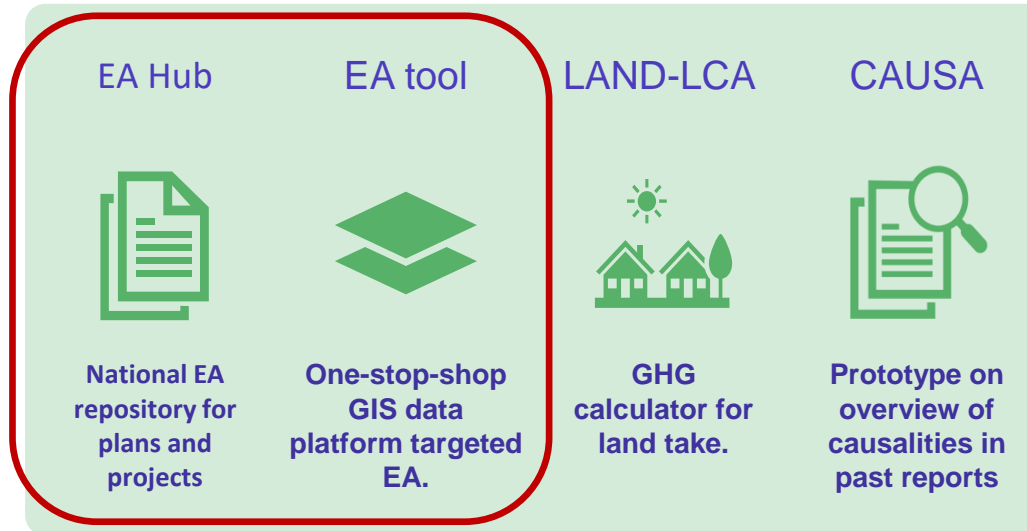 EA Hub
National EA
repository for
plans and
projects
EA tool
One-stop-shop
GIS data
platform targeted
EA.
LAND-LCA
GHG
calculator for
land take.
CAUSA
Prototype on
overview of
causalities in
past reports